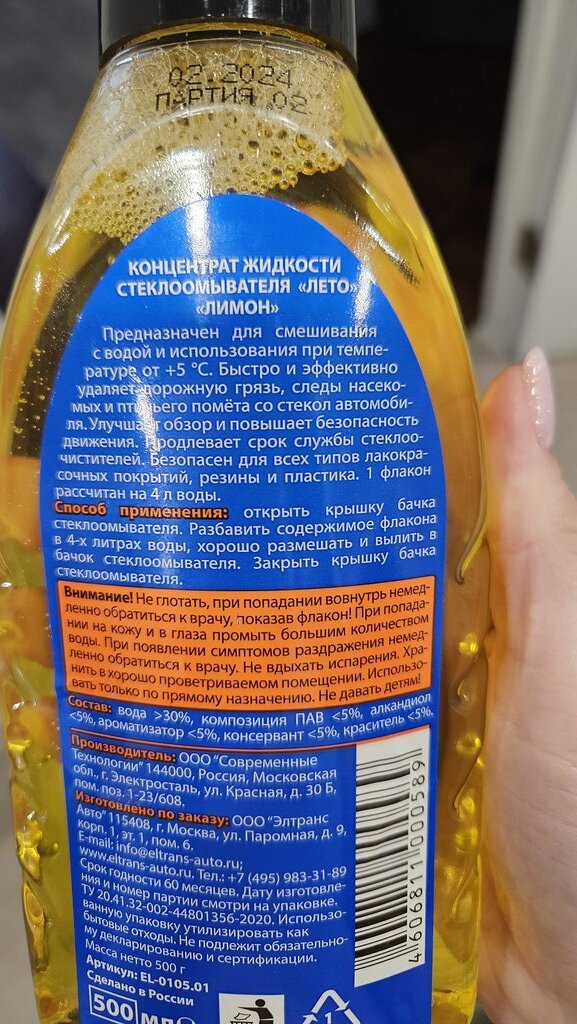 02.2024
ПАРТИЯ 02
КОНЦЕНТРАТ ЖИДКОСТИ
СТЕКЛООМЫВАТЕЛЯ «ЛЕТО»
«ЛИМОН»
Предназначен для смешивания
с водой и использования при темпе-
ратуре от +5 °С. Быстро и эффективно
удаляет дорожную грязь, следы насеко-
мых и птичьего помёта со стекол автомоби-
ля. Улучшает обзор и повышает безопасность
движения. Продлевает срок службы стеклоо-
чистителей. Безопасен для всех типов лакокра-
сочных покрытий, резины и пластика. 1 флакон
рассчитан на 4 л воды.
Способ применения: открыть крышку бачка
стеклоомывателя. Разбавить содержимое флакона
в 4-х литрах воды, хорошо размешать и вылить в
бачок стеклоомывателя. Закрыть крышку бачка
стеклоомывателя.
Внимание! Не глотать, при попадании вовнутрь немед-
ленно обратиться к врачу, показав флакон! При попада-
нии на кожу и в глаза промыть большим количеством
воды. При появлении симптомов раздражения немед-
ленно обратиться к врачу. Не вдыхать испарения. Хра-
нить в хорошо проветриваемом помещении. Использо-
вать только по прямому назначению. Не давать детям!
Состав: вода >30%, композиция ПАВ <5%, алкандиол
<5%, ароматизатор <5%, консервант <5%, краситель <5%.
Производитель: ООО "Современные
Технологии" 144000, Россия, Московская
обл., г. Электросталь, ул. Красная, д. 30 Б,
пом. поз. 1-23/608.
Изготовлено по заказу: ООО "Элтранс
Авто" 115408, г. Москва, ул. Паромная, д. 9,
корп. 1, эт. 1, пом. 6.
E-mail: info@eltrans-auto.ru;
www.eltrans-auto.ru. Тел.: +7 (495) 983-31-89
Срок годности 60 месяцев. Дату изготовле-
ния и номер партии смотри на упаковке.
ТУ 20.41.32-002-44801356-2020. Использо-
ванную упаковку утилизировать как
бытовые отходы. Не подлежит обязательно-
му декларированию и сертификации.
Масса нетто 500 г
Артикул: EL-0105.01
Сделано в России
500 мл
4 606811 000589
1